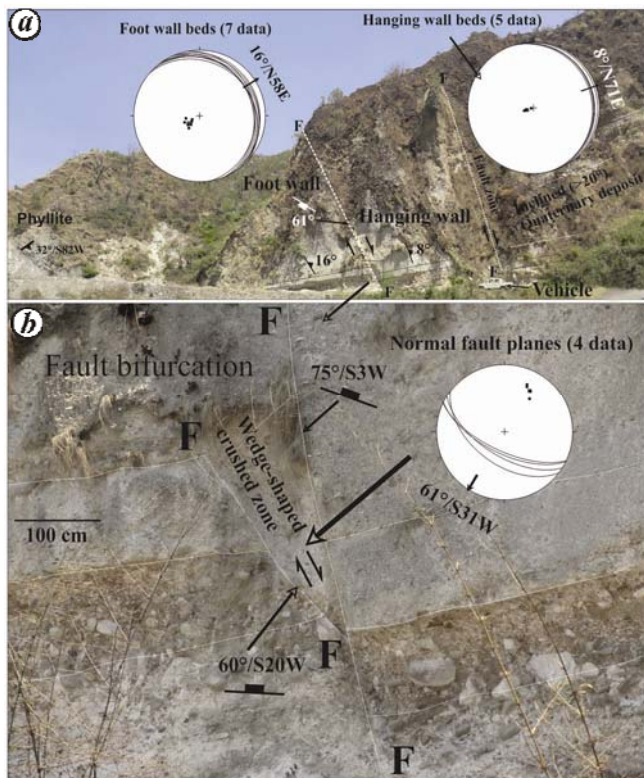 a
Foot wall beds (7 data)
Hanging wall beds (5 data)
16°/N58E
8°/N71E
F
F
Foot wall
61°
Hanging wall
Fault zone
Inclined (~20°)
Quaternary deposit
Phyllite
32°/S82W
16°
8°
F
F
Vehicle
b
F
Normal fault planes (4 data)
Fault bifurcation
75°/S3W
F
Wedge-shaped
crushed zone
61°/S31W
100 cm
60°/S20W
F
F